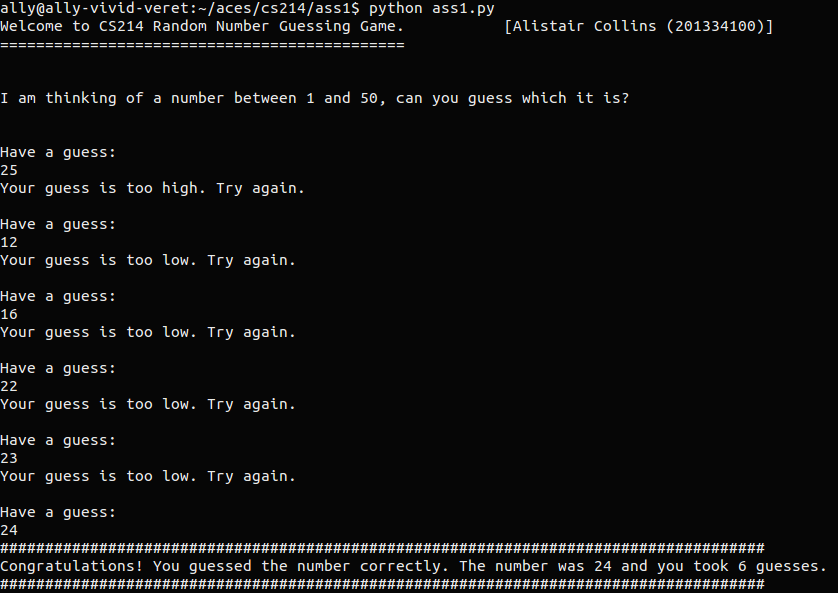 ally@ally-vivid-veret:~/aces/cs214/ass1$ python ass1.py
Welcome to CS214 Random Number Guessing Game.           [Alistair Collins (201334100)]
=============================================
I am thinking of a number between 1 and 50, can you guess which it is?
Have a guess:
25
Your guess is too high. Try again.
Have a guess:
12
Your guess is too low. Try again.
Have a guess:
16
Your guess is too low. Try again.
Have a guess:
22
Your guess is too low. Try again.
Have a guess:
23
Your guess is too low. Try again.
Have a guess:
24
#####################################################################################
Congratulations! You guessed the number correctly. The number was 24 and you took 6 guesses.
#####################################################################################